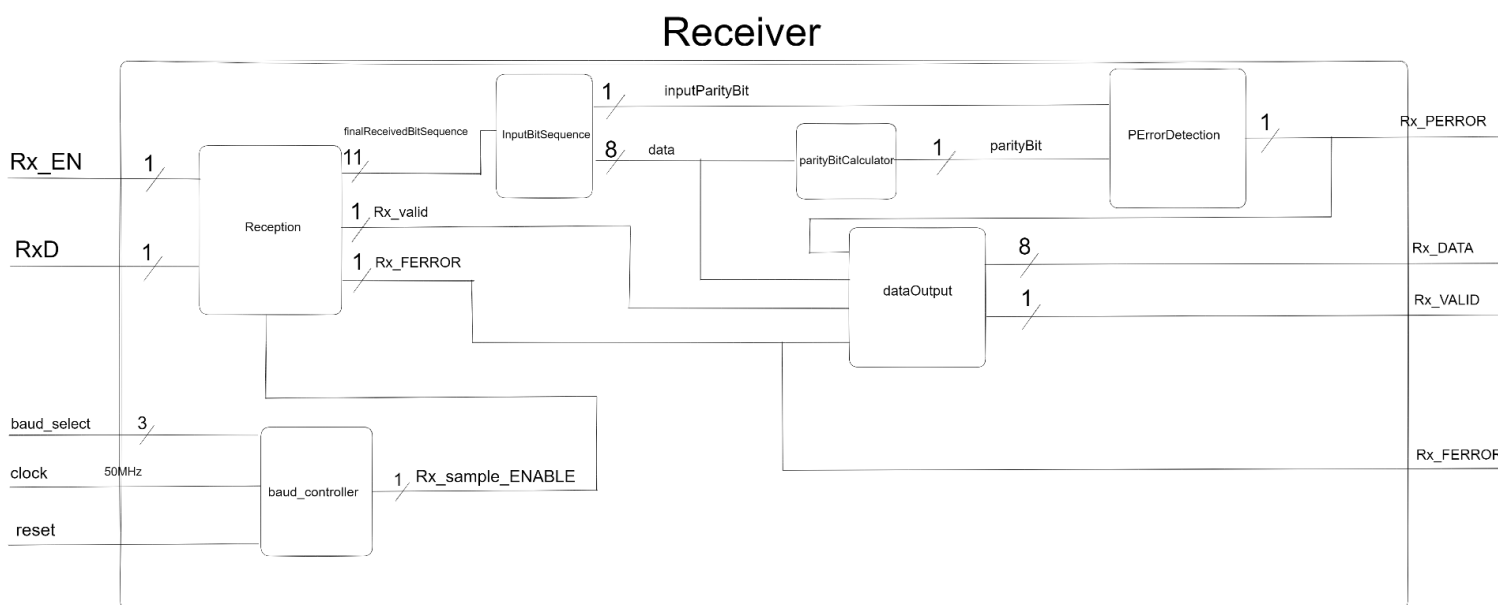 Receiver
Rx_EN
1
RxD
1
baud_select
3
clock
50MHz
reset
Reception
finalReceivedBitSequence
11
1
Rx_valid
1
Rx_FERROR
baud_controller
1
Rx_sample_ENABLE
InputBitSequence
1
inputParityBit
8
data
parityBitCalculator
1
parityBit
PErrorDetection
1
Rx_PERROR
dataOutput
8
Rx_DATA
1
Rx_VALID
Rx_FERROR